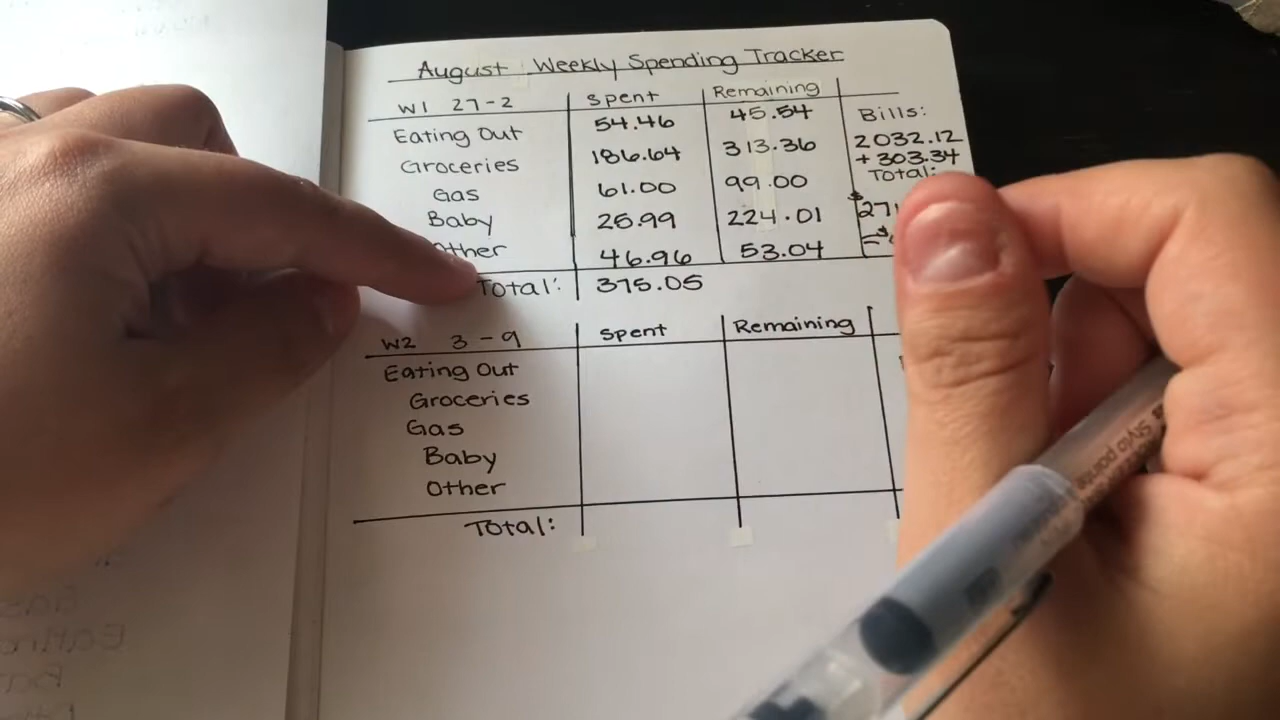 August Weekly Spending Tracker
W1 27-2 Spent Remaining
Eating Out 54.46 45.54
Groceries 186.64 313.36
Gas 61.00 99.00
Baby 25.99 224.01
Other 46.96 53.04
Total: 375.05
Bills:
2032.12
+303.34
Total:
W2 3-9 Spent Remaining
Eating Out
Groceries
Gas
Baby
Other
Total: